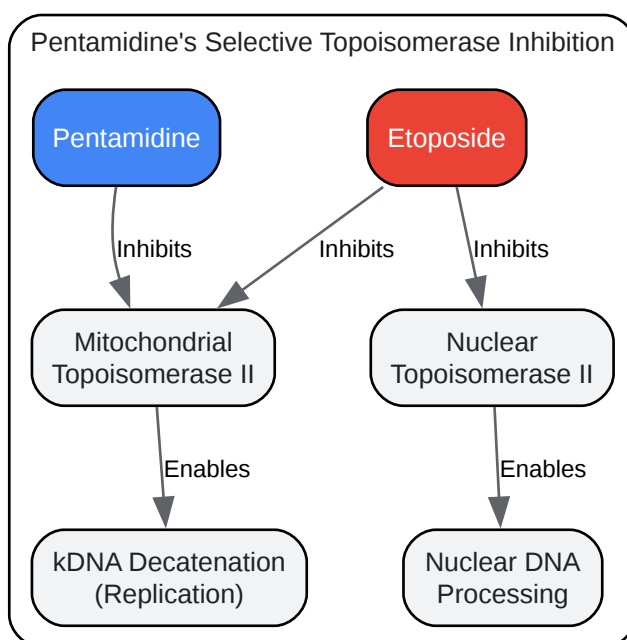 Pentamidine's Selective Topoisomerase Inhibition
Pentamidine
Etoposide
Inhibits
Inhibits
Inhibits
Mitochondrial
Topoisomerase II
Nuclear
Topoisomerase II
Enables
Enables
kDNA Decatenation
(Replication)
Nuclear DNA
Processing